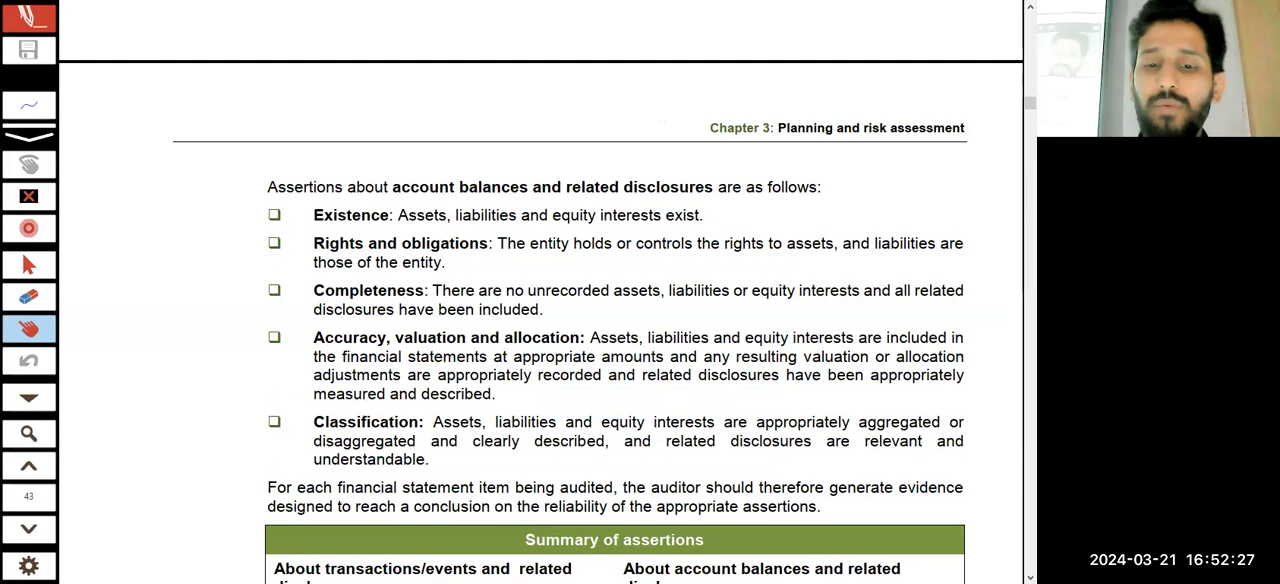 Chapter 3: Planning and risk assessment
Assertions about account balances and related disclosures are as follows:
❑ Existence: Assets, liabilities and equity interests exist.
❑ Rights and obligations: The entity holds or controls the rights to assets, and liabilities are
those of the entity.
❑ Completeness: There are no unrecorded assets, liabilities or equity interests and all related
disclosures have been included.
❑ Accuracy, valuation and allocation: Assets, liabilities and equity interests are included in
the financial statements at appropriate amounts and any resulting valuation or allocation
adjustments are appropriately recorded and related disclosures have been appropriately
measured and described.
❑ Classification: Assets, liabilities and equity interests are appropriately aggregated or
disaggregated and clearly described, and related disclosures are relevant and
understandable.
For each financial statement item being audited, the auditor should therefore generate evidence
designed to reach a conclusion on the reliability of the appropriate assertions.
Summary of assertions
About transactions/events and related
About account balances and related
43
2024-03-21 16:52:27